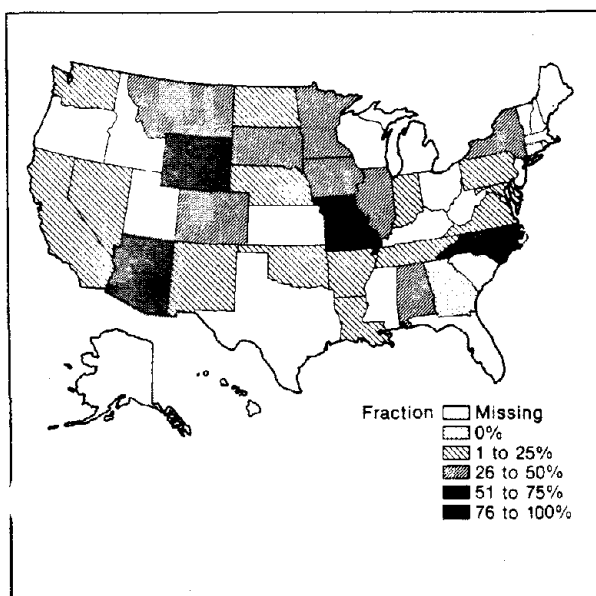 Fraction Missing
0%
1 to 25%
26 to 50%
51 to 75%
76 to 100%